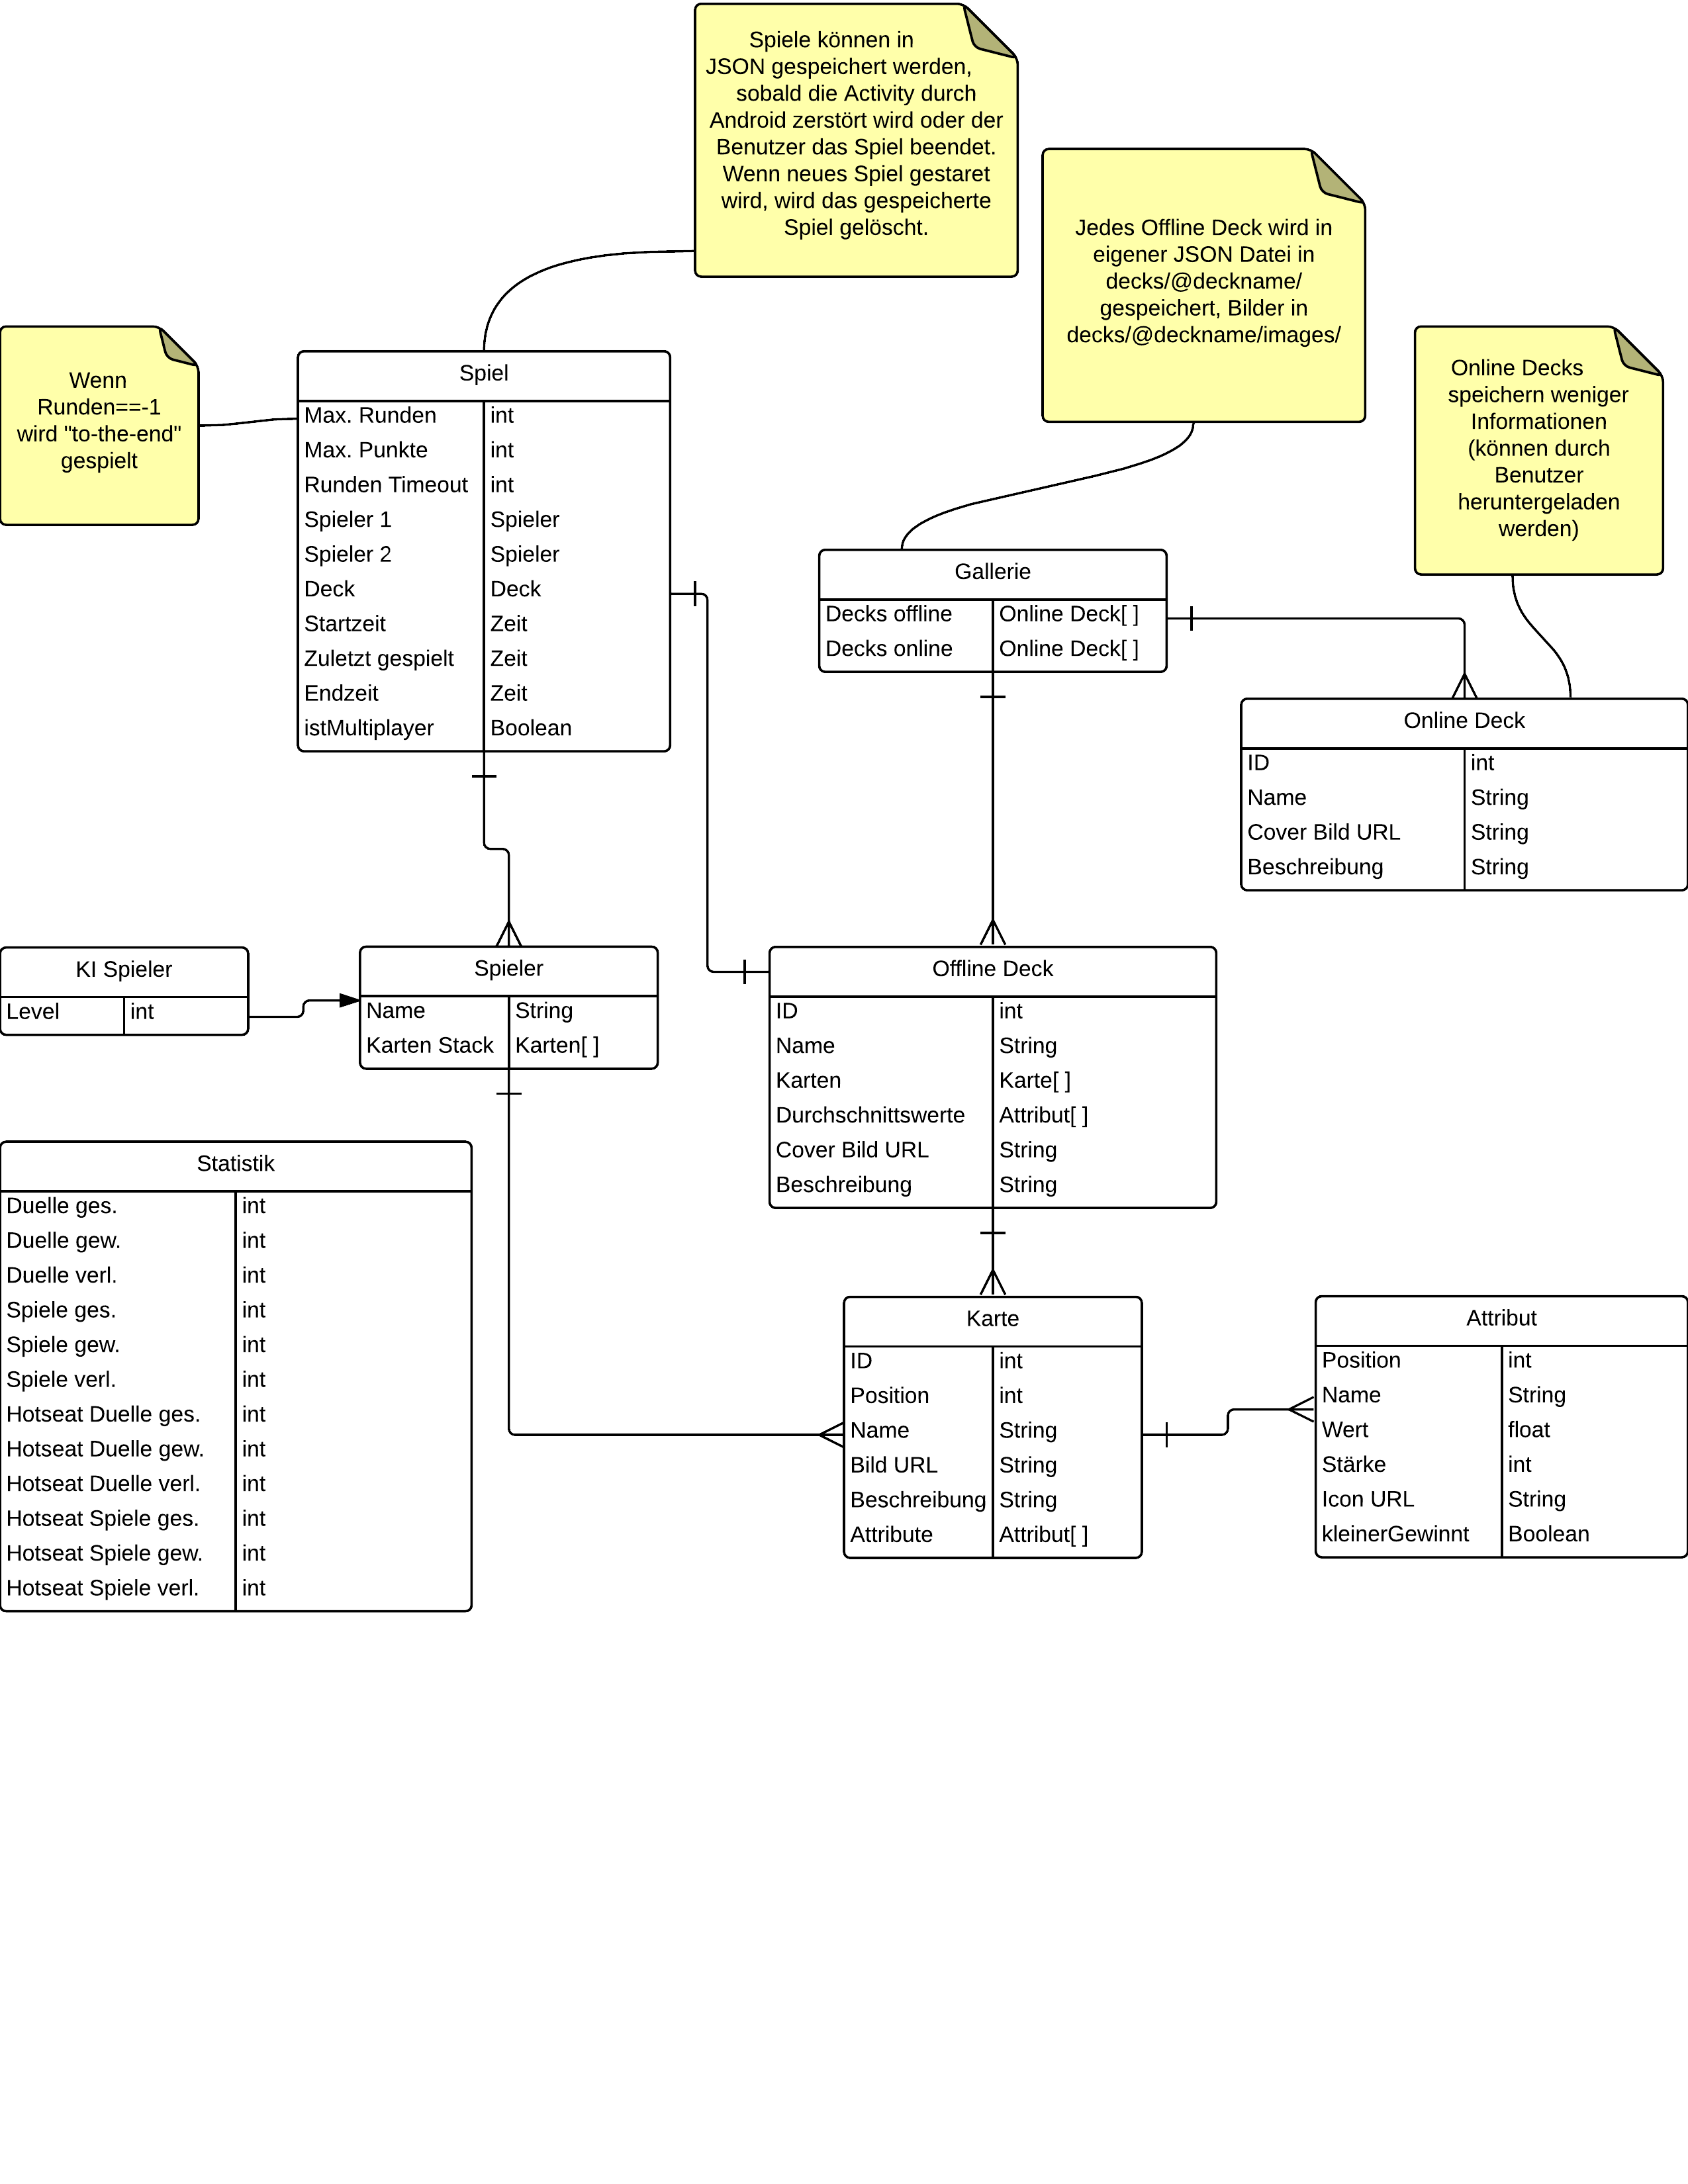 Spiele können in
JSON gespeichert werden,
sobald die Activity durch
Android zerstört wird oder der
Benutzer das Spiel beendet.
Wenn neues Spiel gestaret
wird, wird das gespeicherte
Spiel gelöscht.
Jedes Offline Deck wird in
eigener JSON Datei in
decks/@deckname/
gespeichert, Bilder in
decks/@deckname/images/
Wenn
Runden==-1
wird "to-the-end"
gespielt
Online Decks
speichern weniger
Informationen
(können durch
Benutzer
heruntergeladen
werden)
Spiel
Max. Runden int
Max. Punkte int
Runden Timeout int
Spieler 1 Spieler
Spieler 2 Spieler
Deck Deck
Startzeit Zeit
Zuletzt gespielt Zeit
Endzeit Zeit
istMultiplayer Boolean
Gallerie
Decks offline Online Deck[ ]
Decks online Online Deck[ ]
Online Deck
ID int
Name String
Cover Bild URL String
Beschreibung String
KI Spieler
Level int
Spieler
Name String
Karten Stack Karten[ ]
Offline Deck
ID int
Name String
Karten Karte[ ]
Durchschnittswerte Attribut[ ]
Cover Bild URL String
Beschreibung String
Statistik
Duelle ges. int
Duelle gew. int
Duelle verl. int
Spiele ges. int
Spiele gew. int
Spiele verl. int
Hotseat Duelle ges. int
Hotseat Duelle gew. int
Hotseat Duelle verl. int
Hotseat Spiele ges. int
Hotseat Spiele gew. int
Hotseat Spiele verl. int
Karte
ID int
Position int
Name String
Bild URL String
Beschreibung String
Attribute Attribut[ ]
Attribut
Position int
Name String
Wert float
Stärke int
Icon URL String
kleinerGewinnt Boolean